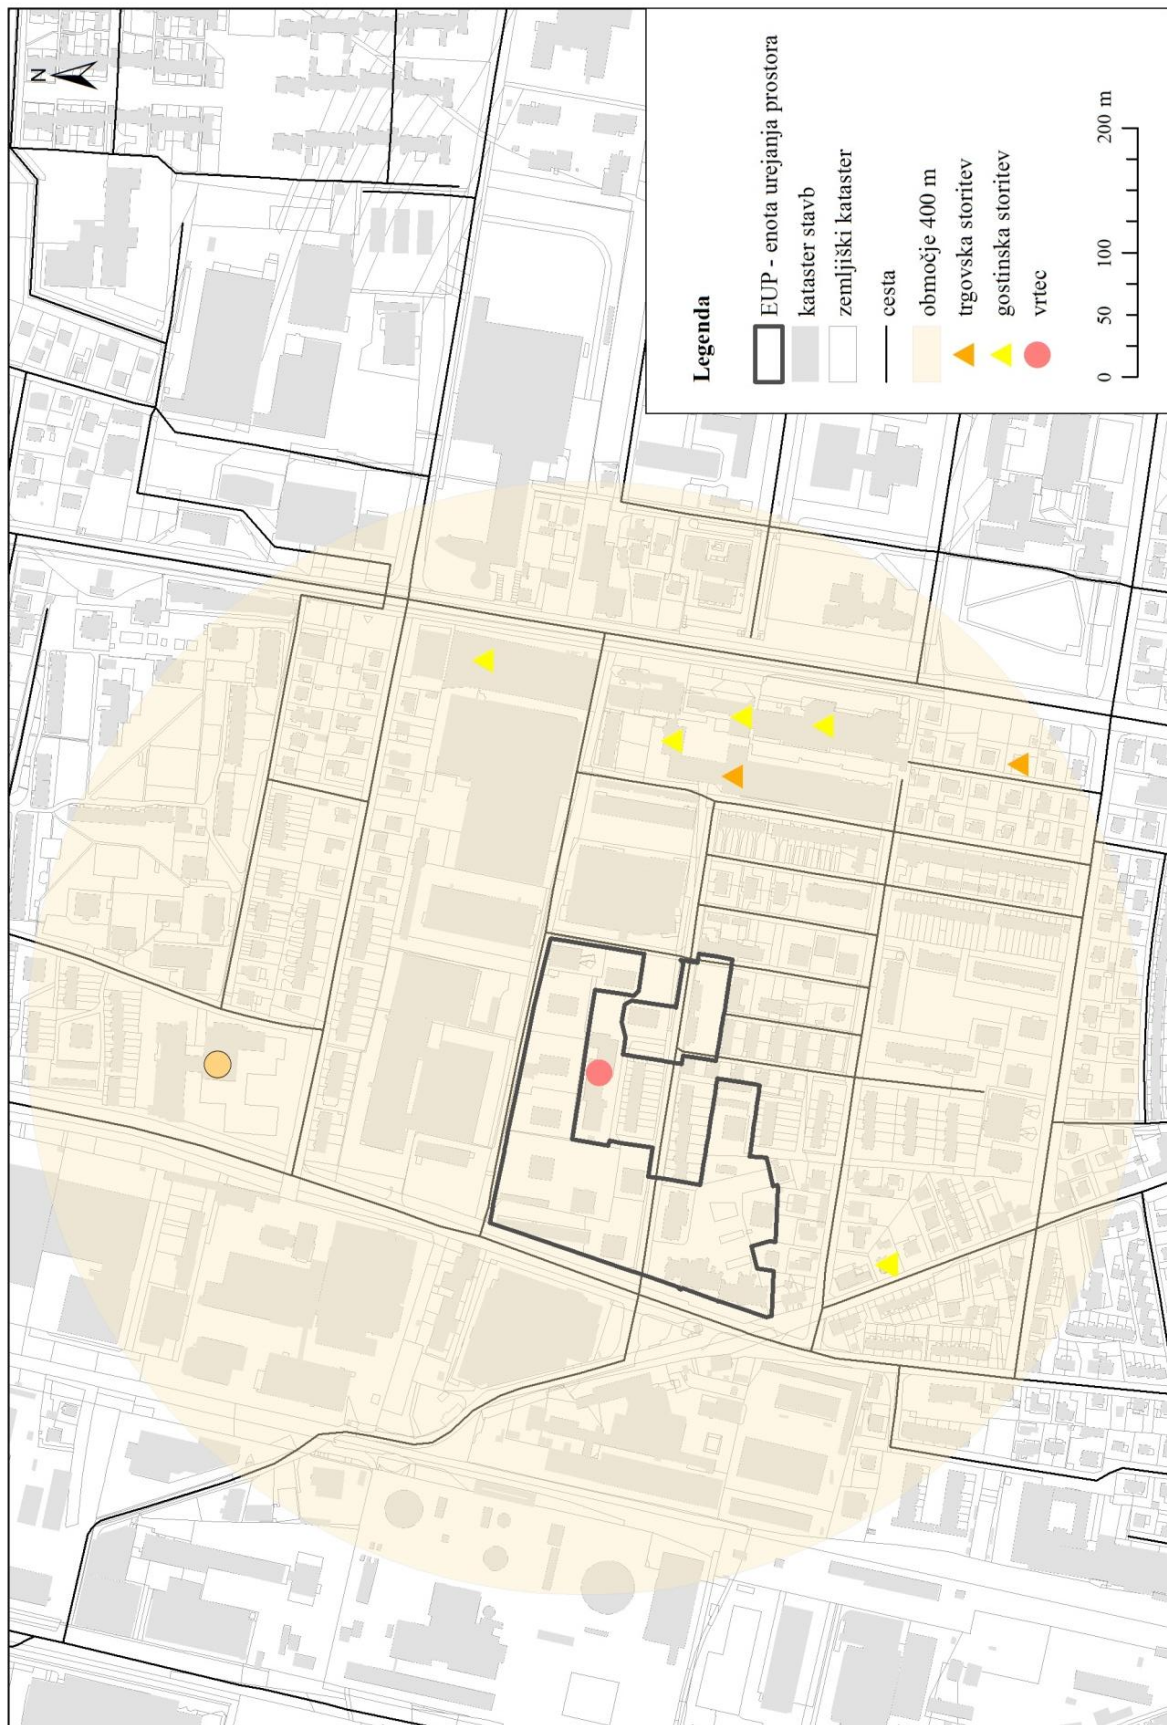 N
Legenda
EUP - enota urejanja prostora
kataster stavb
zemljiški kataster
cesta
območje 400 m
trgovska storitev
gostinska storitev
vrtec
0 50 100 200 m